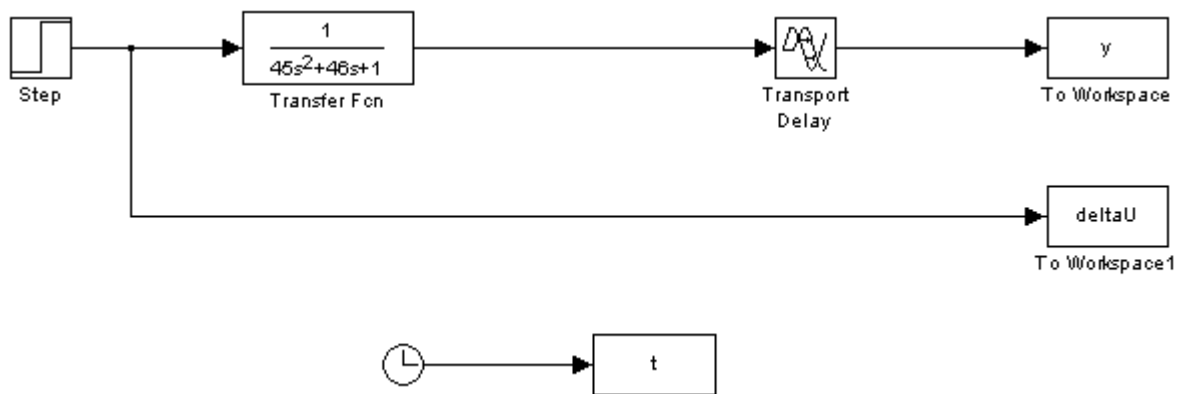 1
45s²+46s+1
y
Step
Transfer Fcn
Transport
Delay
To Workspace
deltaU
To Workspace1
t